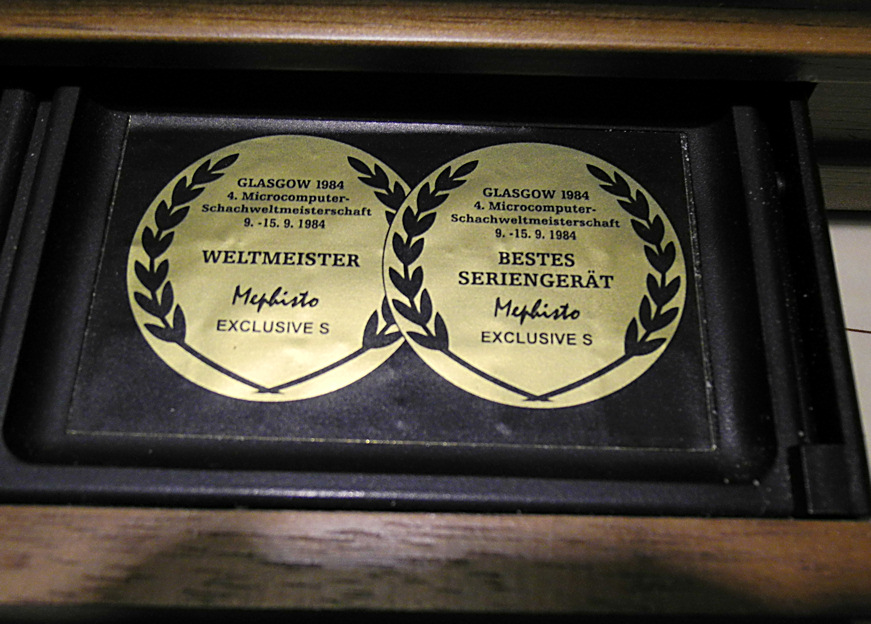 GLASGOW 1984
4. Microcomputer-
Schachweltmeisterschaft
9. -15. 9. 1984
WELTMEISTER
Mephisto
EXCLUSIVE S
GLASGOW 1984
4. Microcomputer-
Schachweltmeisterschaft
9. -15. 9. 1984
BESTES
SERIENGERÄT
Mephisto
EXCLUSIVE S